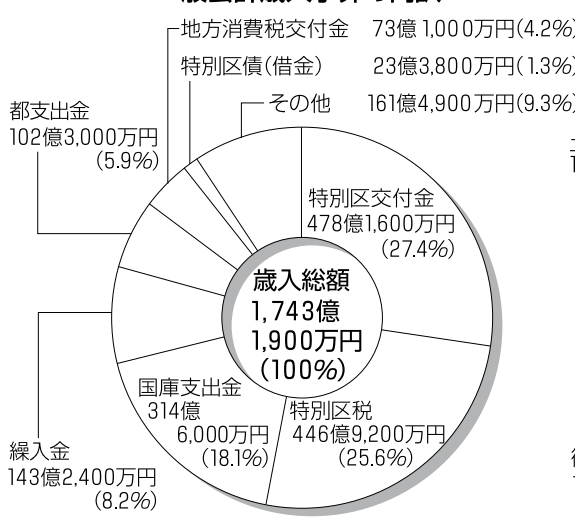 地方消費税交付金 73億1,000万円(4.2%)
特別区債(借金) 23億3,800万円(1.3%)
その他 161億4,900万円(9.3%)
都支出金
102億3,000万円
(5.9%)
特別区交付金
478億1,600万円
(27.4%)
歳入総額
1,743億
1,900万円
(100%)
国庫支出金
314億
6,000万円
(18.1%)
特別区税
446億9,200万円
(25.6%)
繰入金
143億2,400万円
(8.2%)